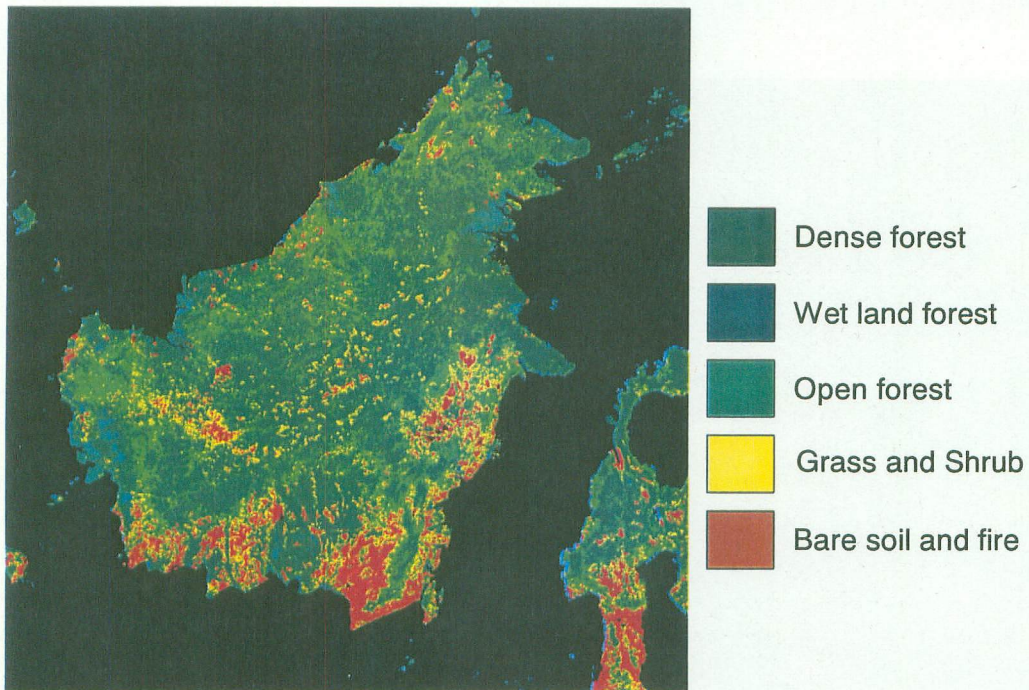 Dense forest
Wet land forest
Open forest
Grass and Shrub
Bare soil and fire